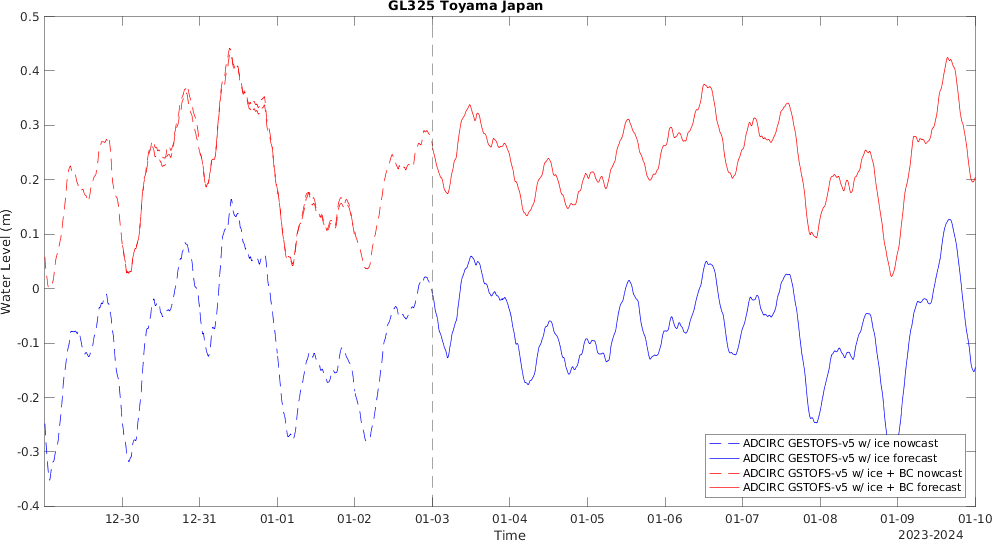 GL325 Toyama Japan
Water Level (m)
0.5
0.4
0.3
0.2
0.1
0
-0.1
-0.2
-0.3
-0.4
ADCIRC GESTOFS-v5 w/ ice nowcast
ADCIRC GESTOFS-v5 w/ ice forecast
ADCIRC GSTOFS-v5 w/ ice + BC nowcast
ADCIRC GSTOFS-v5 w/ ice + BC forecast
12-30 12-31 01-01 01-02 01-03 01-04 01-05 01-06 01-07 01-08 01-09 01-10
Time
2023-2024